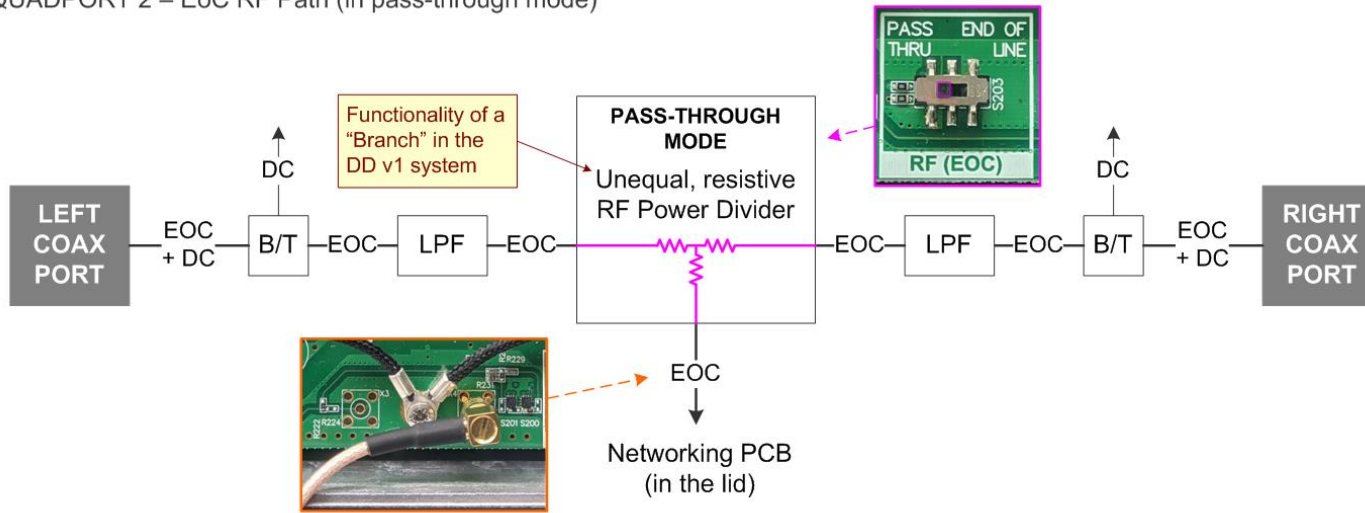 QUADPORT 2 – EoC RF Path (in pass-through mode)
PASS END OF
THRU LINE
S203
RF (EOC)
Functionality of a
“Branch” in the
DD v1 system
PASS-THROUGH
MODE
Unequal, resistive
RF Power Divider
DC
DC
LEFT
COAX
PORT
EOC
+ DC
B/T
EOC
LPF
EOC
EOC
LPF
EOC
B/T
EOC
+ DC
RIGHT
COAX
PORT
X3
R222
R224
R229
R231
S201 S200
EOC
Networking PCB
(in the lid)